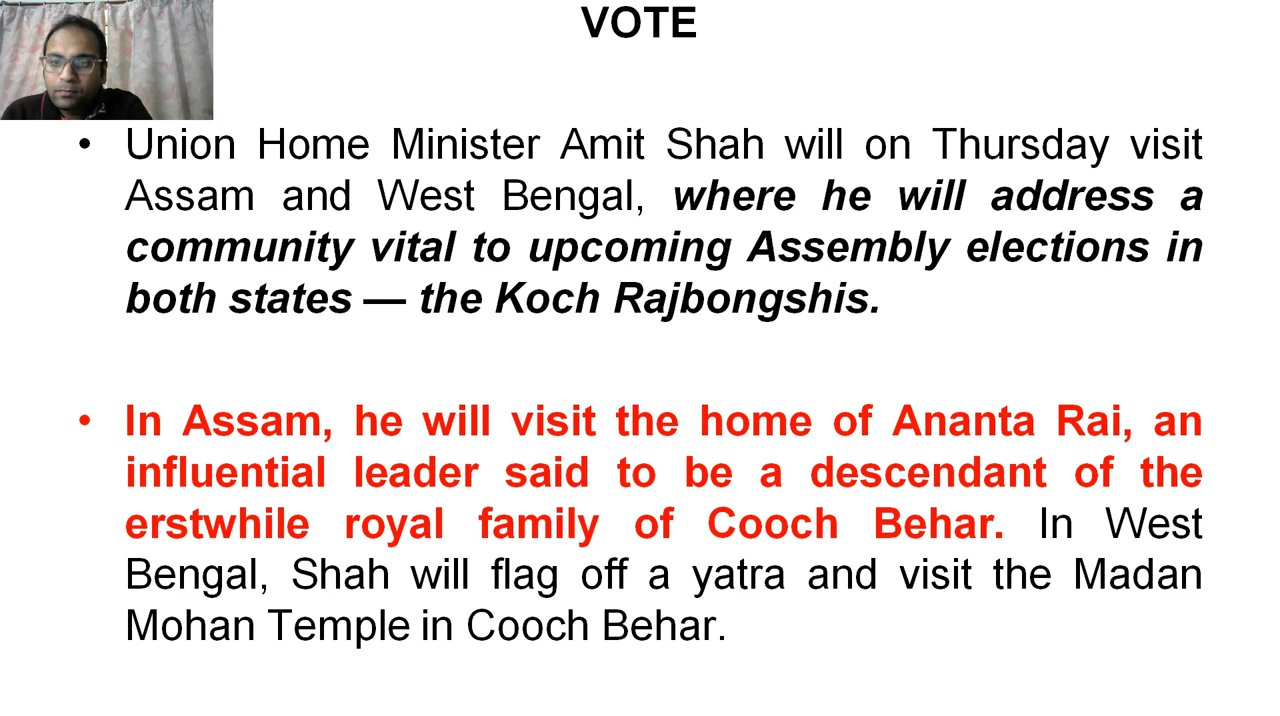 VOTE
• Union Home Minister Amit Shah will on Thursday visit
Assam and West Bengal, where he will address a
community vital to upcoming Assembly elections in
both states — the Koch Rajbongshis.
• In Assam, he will visit the home of Ananta Rai, an
influential leader said to be a descendant of the
erstwhile royal family of Cooch Behar. In West
Bengal, Shah will flag off a yatra and visit the Madan
Mohan Temple in Cooch Behar.